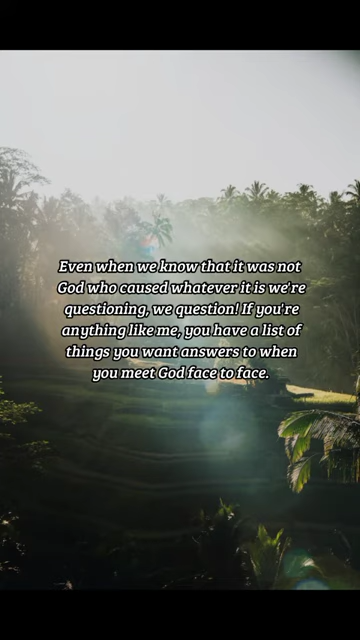 Even when we know that it was not
God who caused whatever it is we're
questioning, we question! If you're
anything like me, you have a list of
things you want answers to when
you meet God face to face.